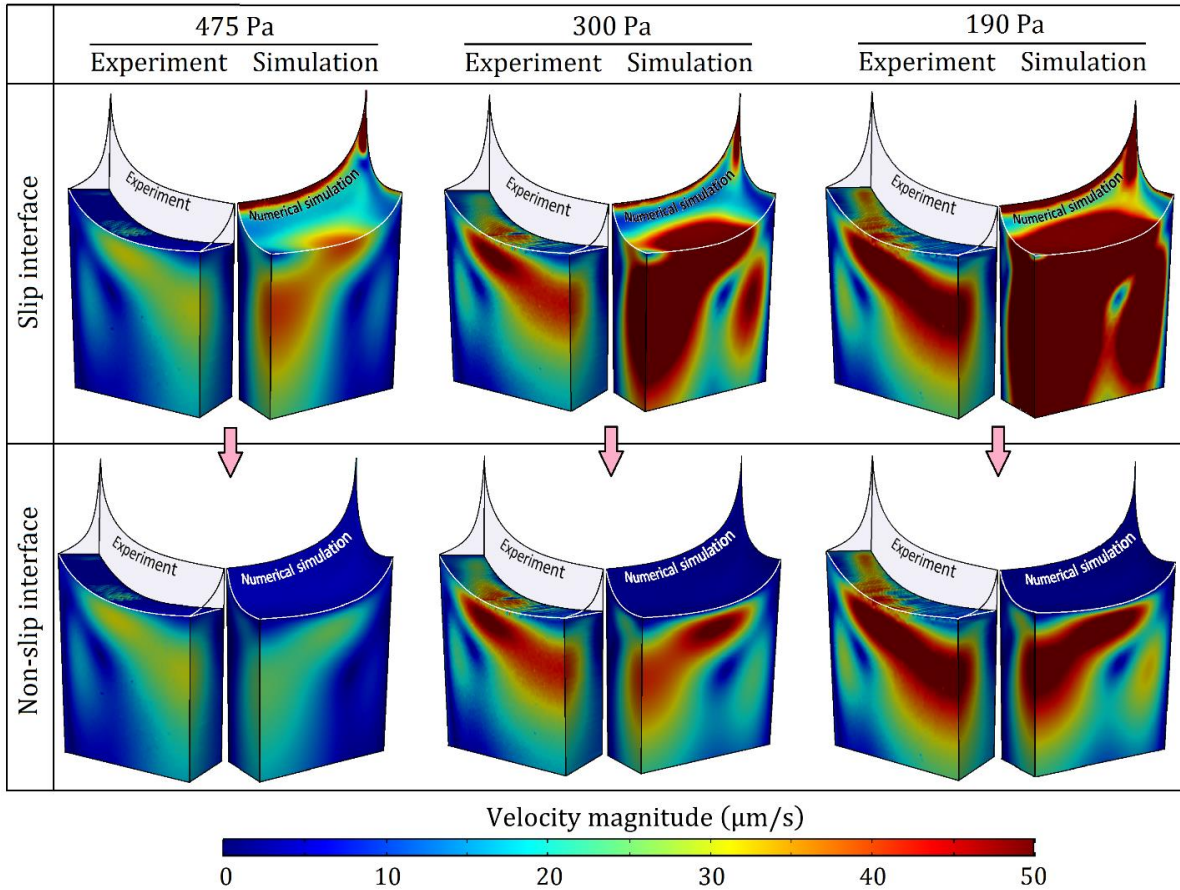 475 Pa 300 Pa 190 Pa
Experiment Simulation Experiment Simulation Experiment Simulation
Slip interface
Experiment Numerical simulation Experiment Numerical simulation Experiment Numerical simulation
Non-slip interface
Experiment Numerical simulation Experiment Numerical simulation Experiment Numerical simulation
Velocity magnitude (μm/s)
0 10 20 30 40 50